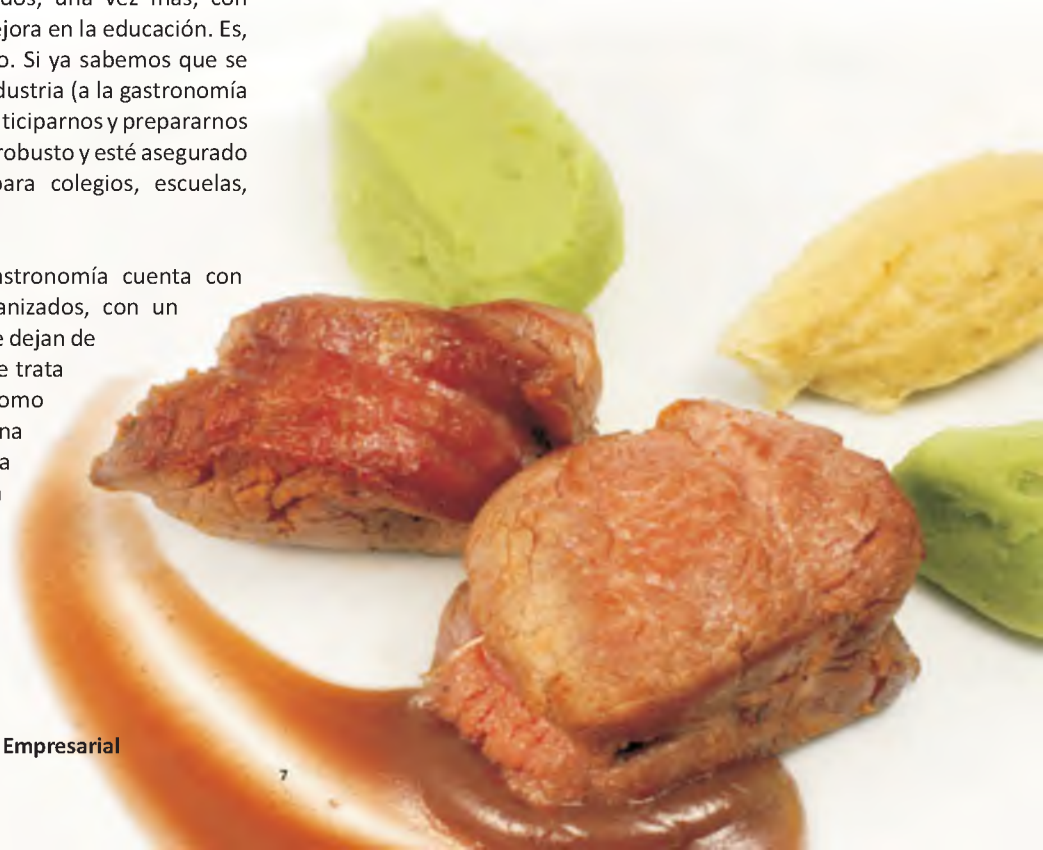 dos, una vez más, con
ejora en la educación. Es,
o. Si ya sabemos que se
dustria (a la gastronomía
ticiparnos y prepararnos
robusto y esté asegurado
para colegios, escuelas,
astronomía cuenta con
anizados, con un
e dejan de
e trata
omo
na
a
Empresarial
7